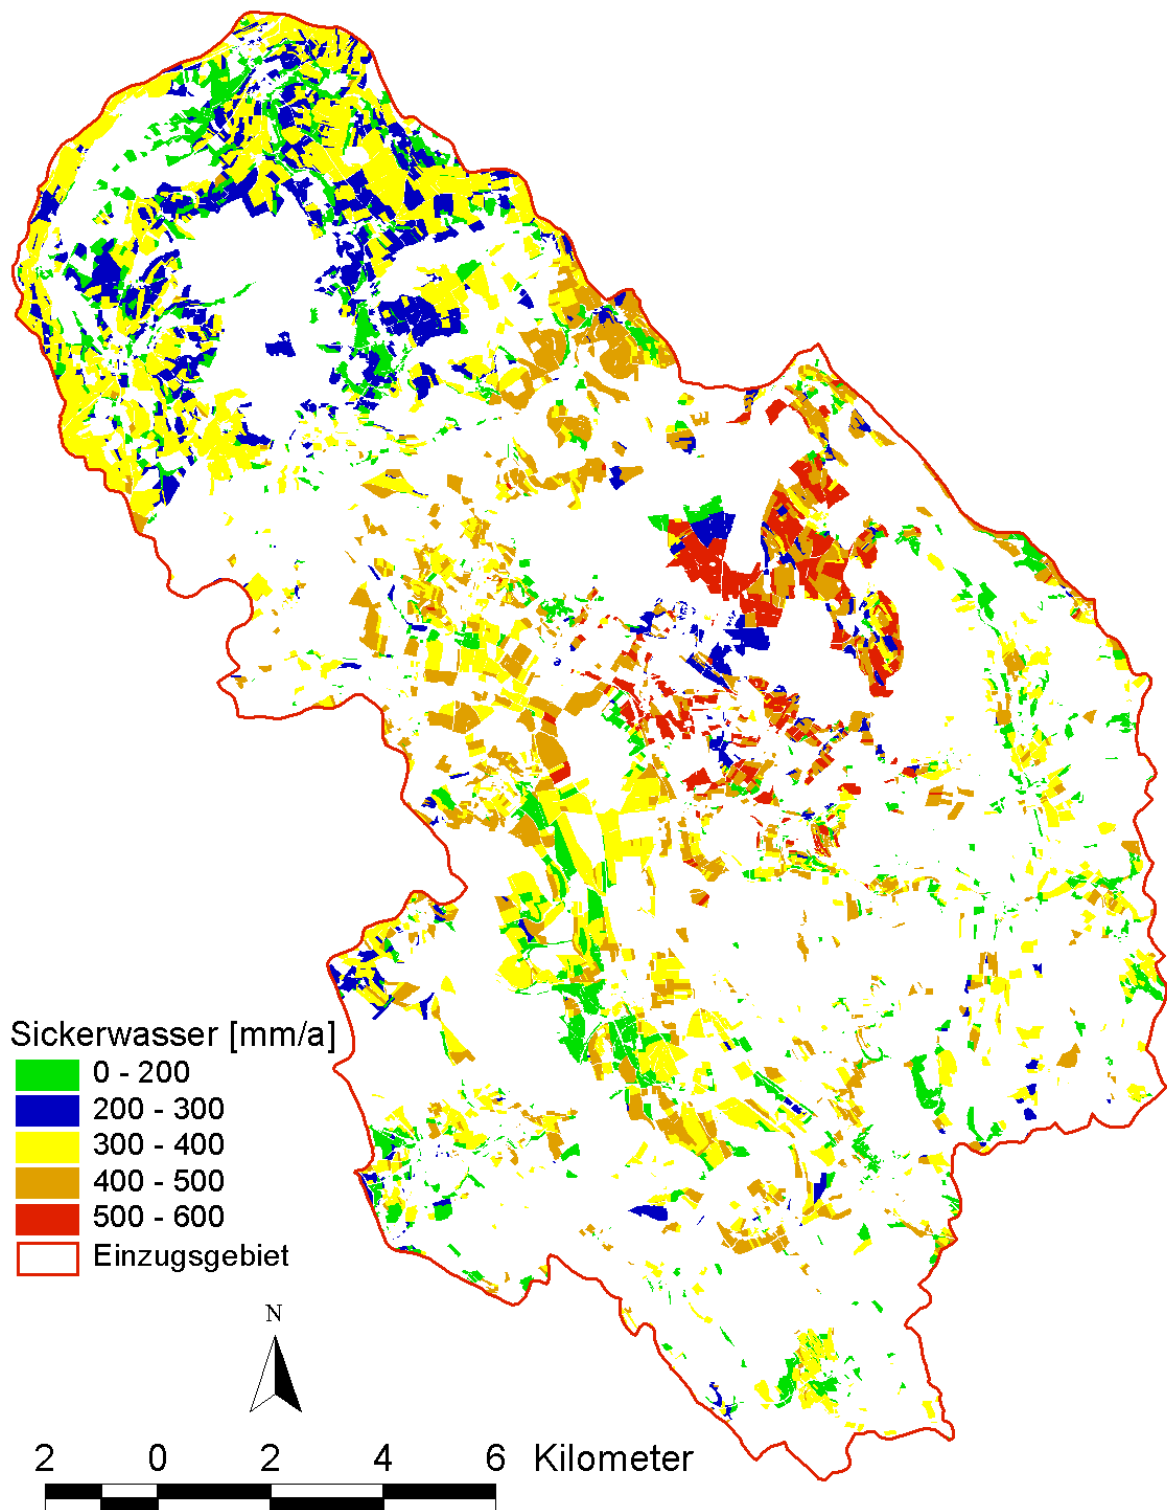 Sickerwasser [mm/a]
0 - 200
200 - 300
300 - 400
400 - 500
500 - 600
Einzugsgebiet
N
2 0 2 4 6 Kilometer